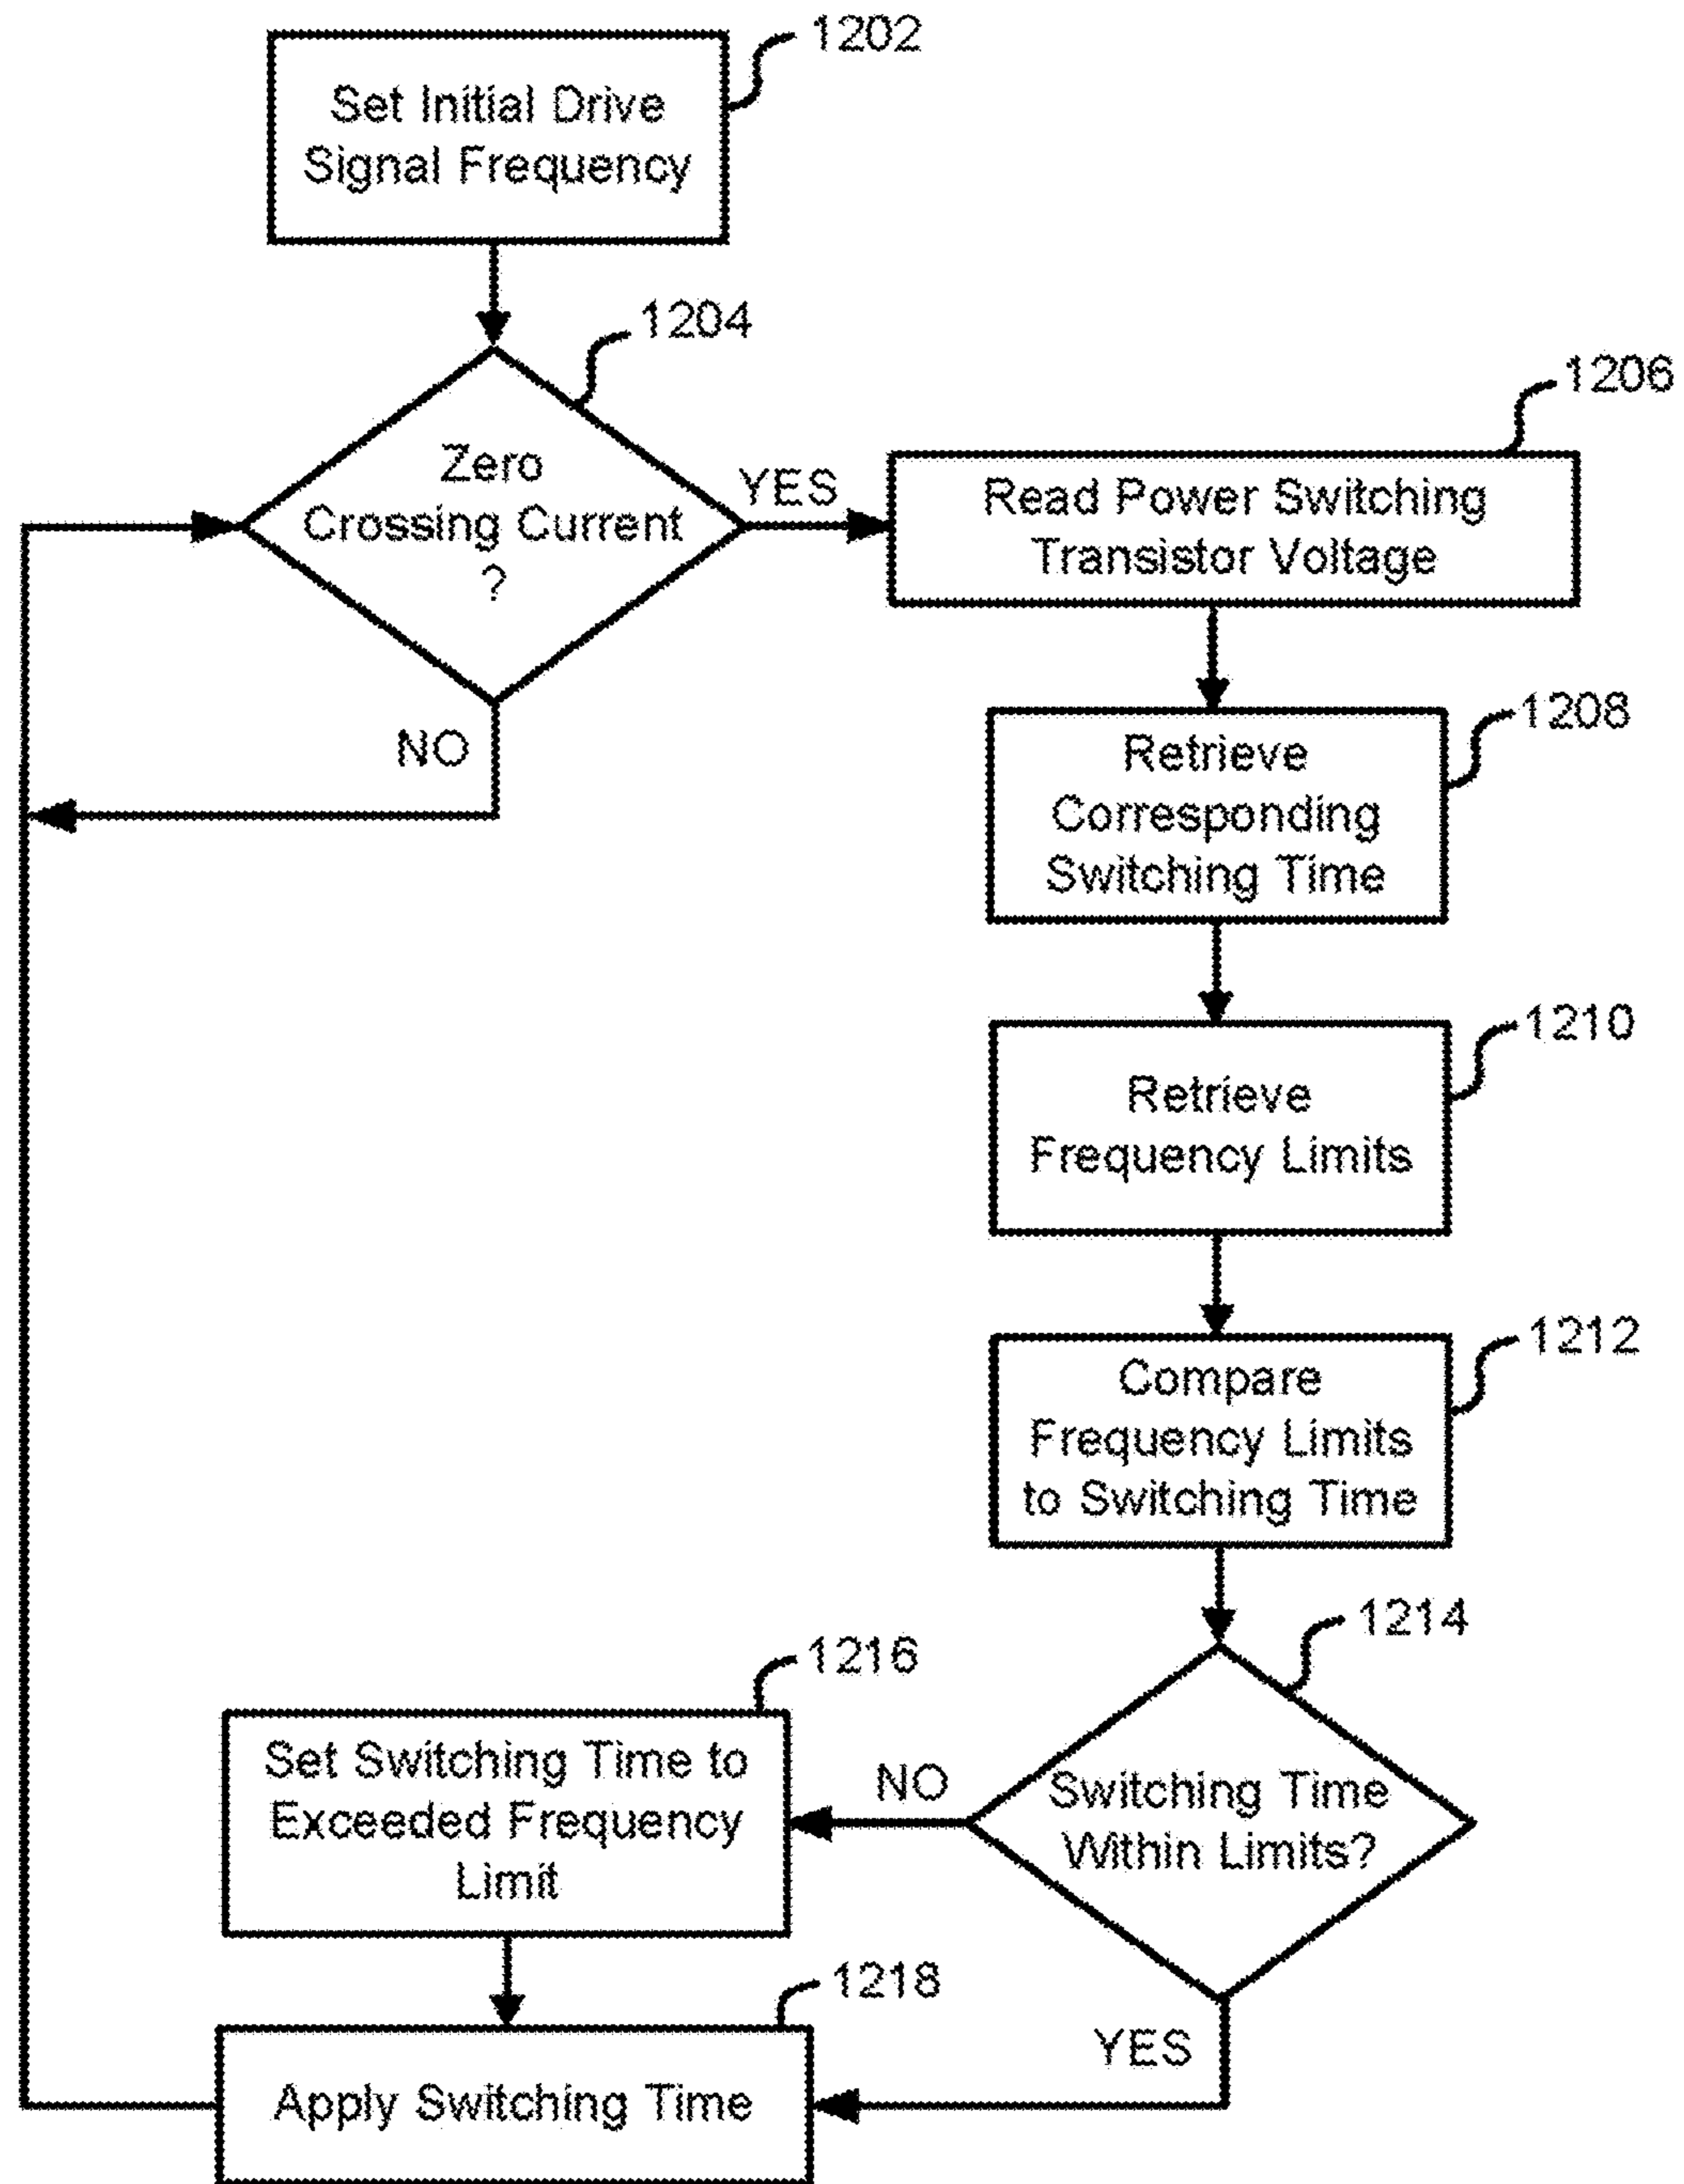 1202
Set Initial Drive
Signal Frequency
1204
Zero
Crossing Current
?
YES
NO
1206
Read Power Switching
Transistor Voltage
1208
Retrieve
Corresponding
Switching Time
1210
Retrieve
Frequency Limits
1212
Compare
Frequency Limits
to Switching Time
1214
Switching Time
Within Limits?
NO
YES
1216
Set Switching Time to
Exceeded Frequency
Limit
1218
Apply Switching Time